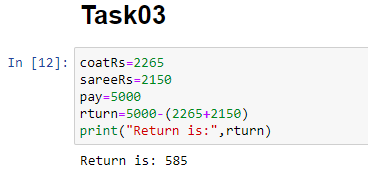 Task03
In [12]:
coatRs=2265
sareeRs=2150
pay=5000
rturn=5000-(2265+2150)
print("Return is:",rturn)
Return is: 585